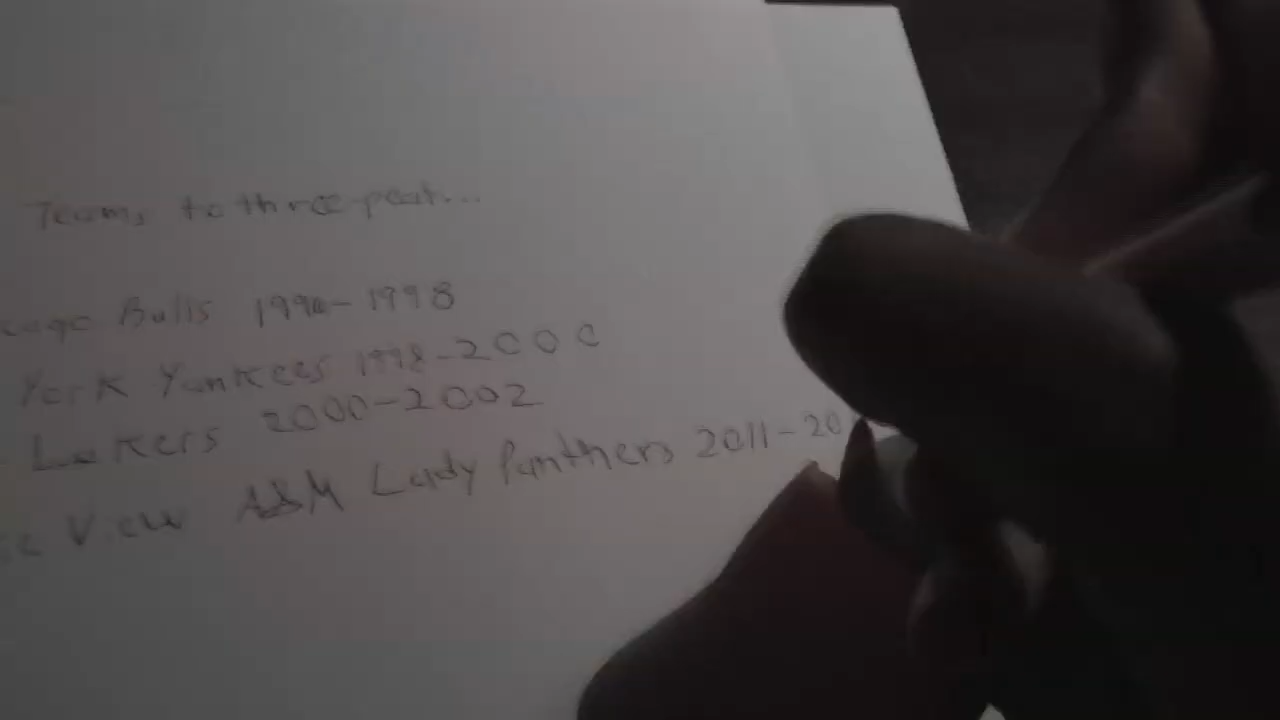 Teams to three-peat...
cago Bulls 1996-1998
York Yankees 1998-2000
Lakers 2000-2002
View A&M Lady Panthers 2011-20